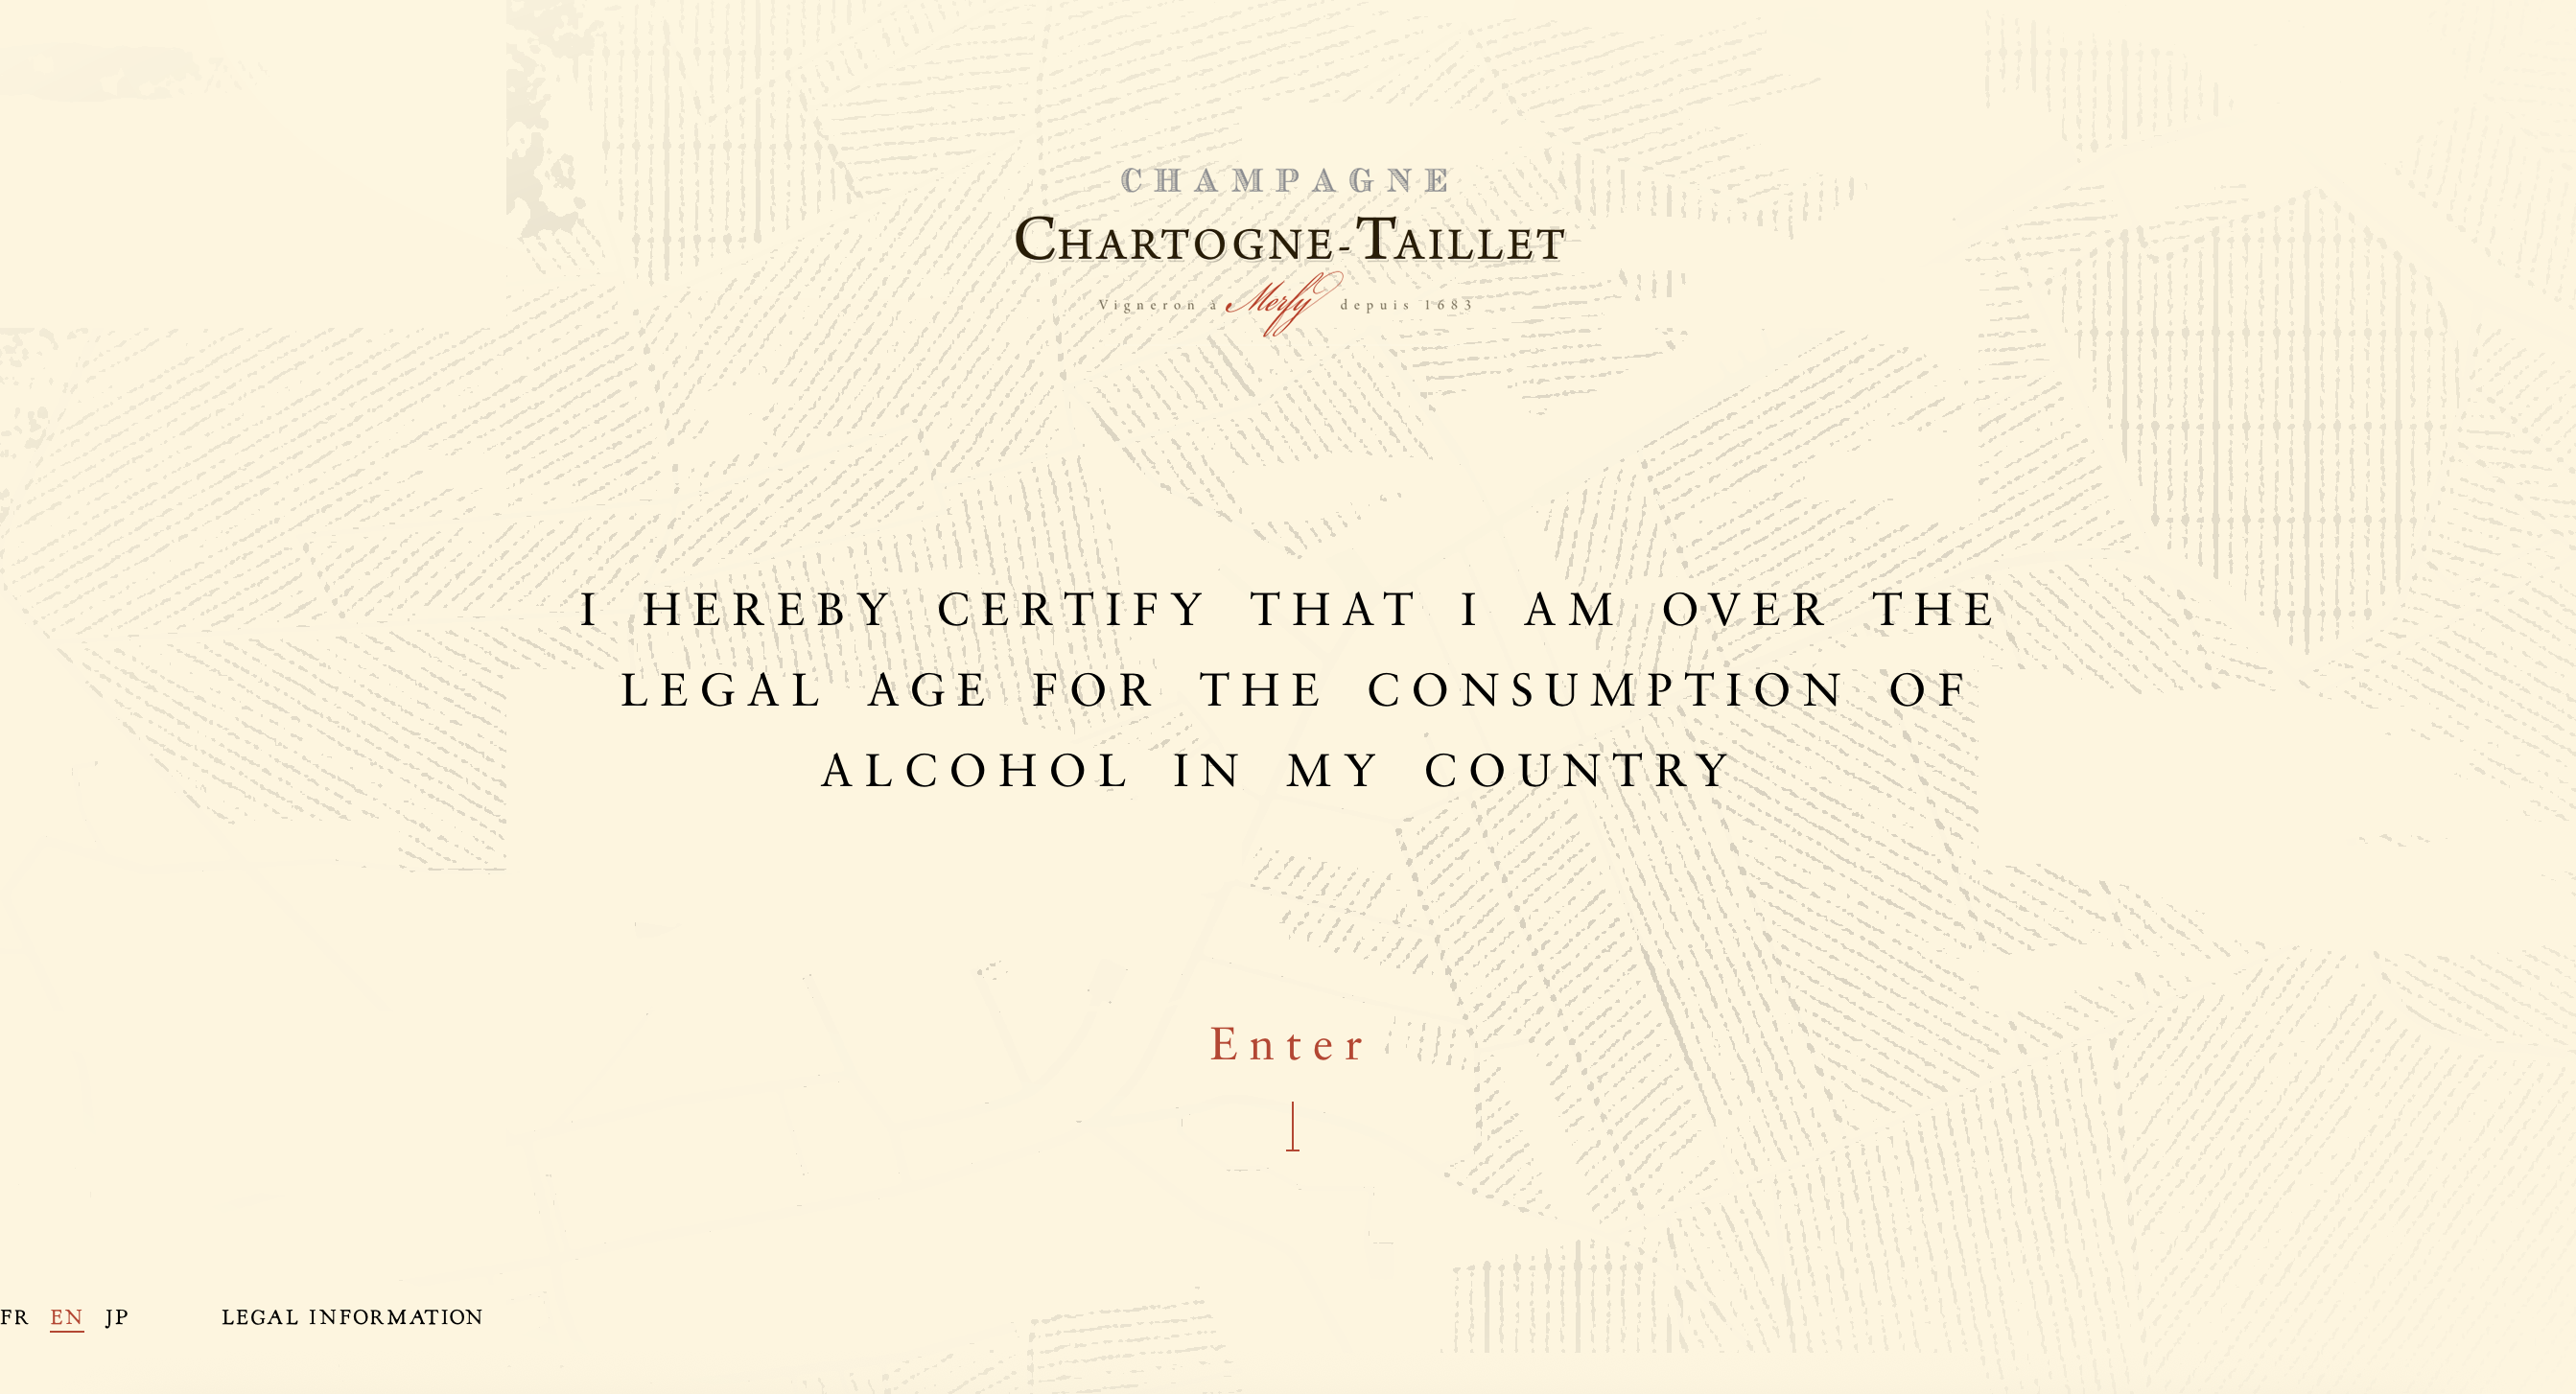 CHAMPAGNE
CHARTOGNE-TAILLET
Vigneron à Merfy depuis 1683
I HEREBY CERTIFY THAT I AM OVER THE
LEGAL AGE FOR THE CONSUMPTION OF
ALCOHOL IN MY COUNTRY
Enter
FR EN JP LEGAL INFORMATION